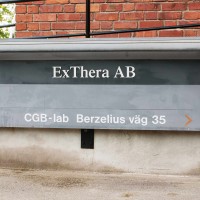 ExThera AB
CGB-lab Berzelius väg 35